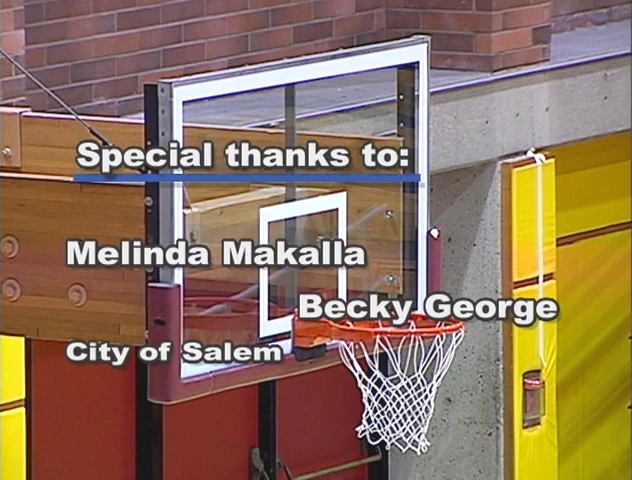 Special thanks to:
Melinda Makalla
Becky George
City of Salem